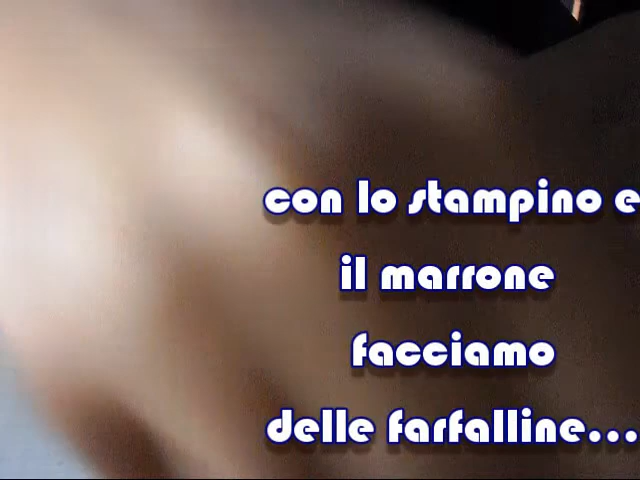 con lo stampino e
il marrone
facciamo
delle farfalline...